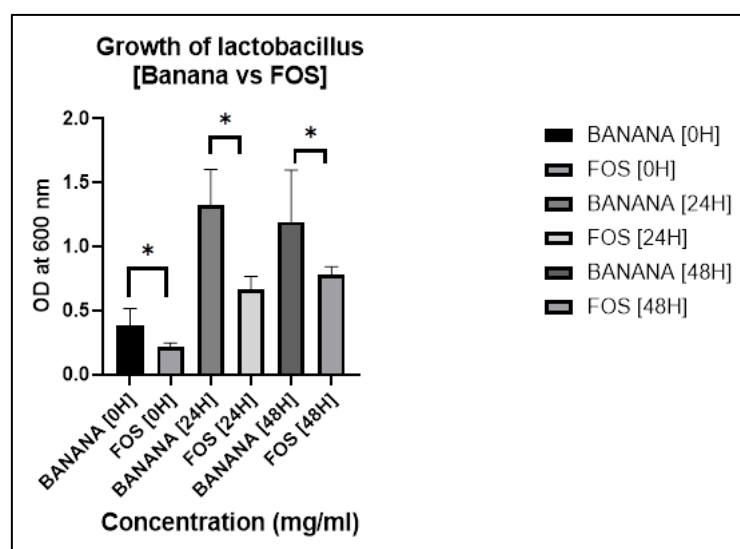 Growth of lactobacillus
[Banana vs FOS]
2.0
1.5
1.0
0.5
0.0
OD at 600 nm
*
*
*
BANANA [0H]
FOS [0H]
BANANA [24H]
FOS [24H]
BANANA [48H]
FOS [48H]
Concentration (mg/ml)
BANANA [0H]
FOS [0H]
BANANA [24H]
FOS [24H]
BANANA [48H]
FOS [48H]